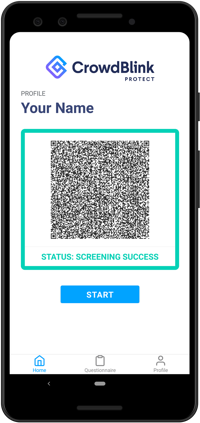 CrowdBlink
PROTECT
PROFILE
Your Name
STATUS: SCREENING SUCCESS
START
Home
Questionnaire
Profile